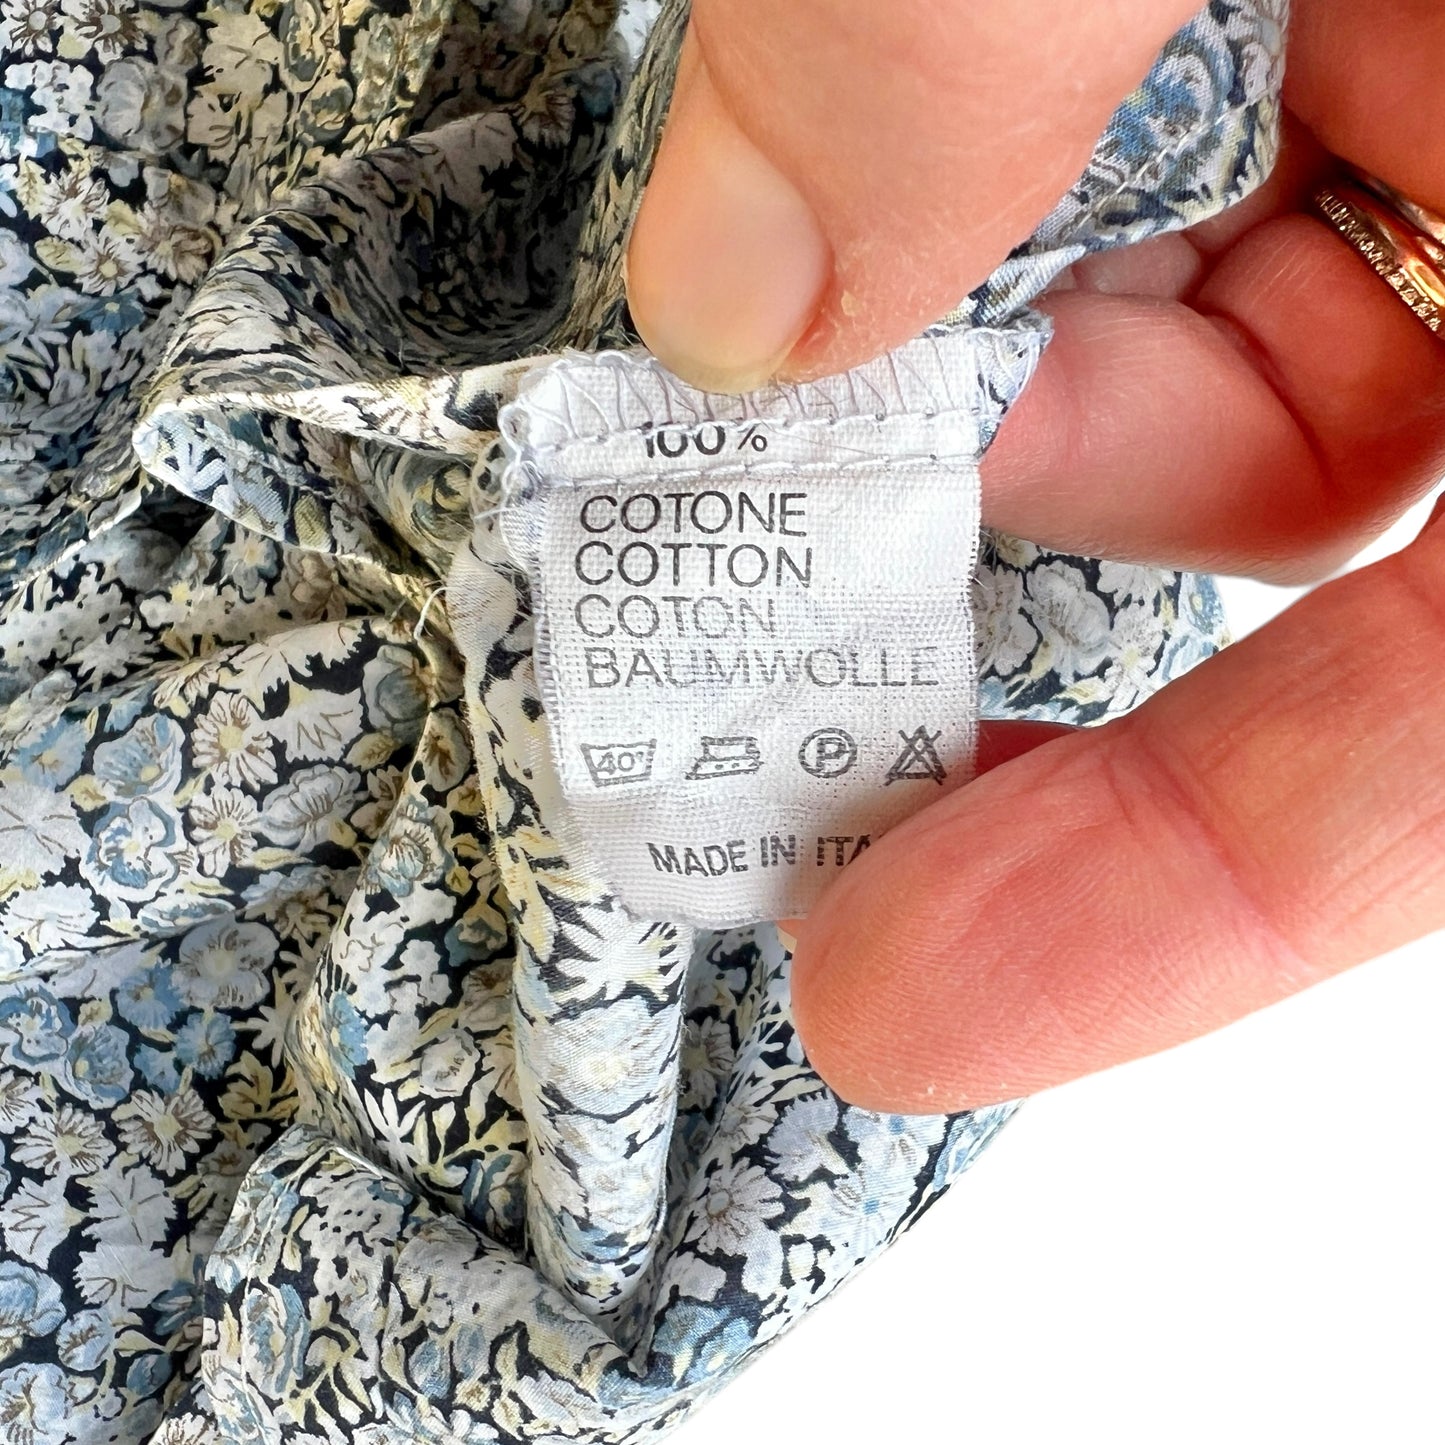 100%
COTONE
COTTON
COTON
BAUMWOLLE
40° P
MADE IN ITA